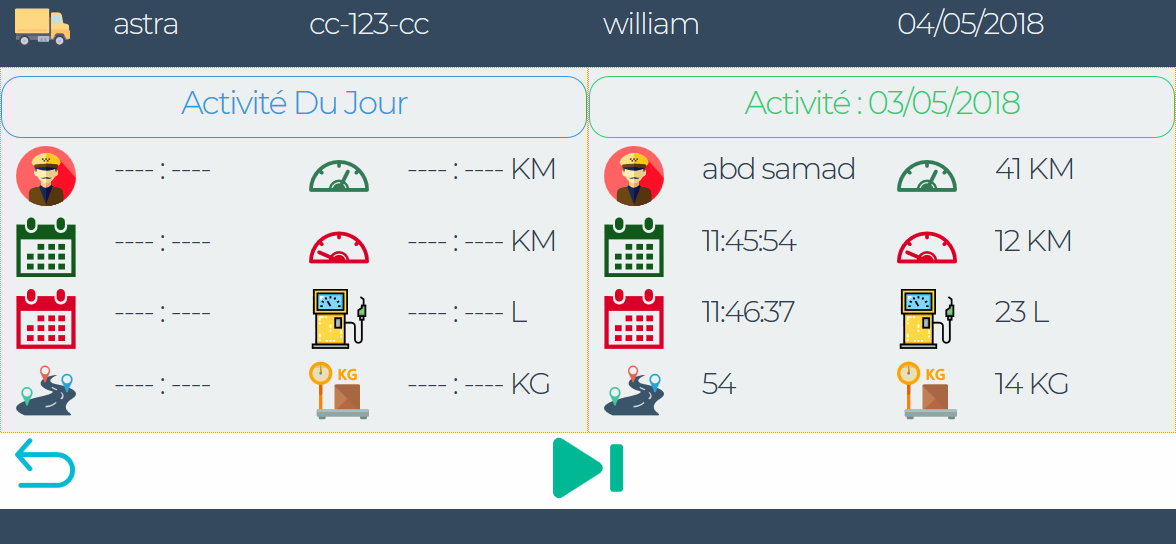 astra cc-123-cc william 04/05/2018
Activité Du Jour
---- : ---- ---- : ---- KM
---- : ---- ---- : ---- KM
---- : ---- ---- : ---- L
---- : ---- KG ---- : ---- KG
Activité : 03/05/2018
abd samad 41 KM
11:45:54 12 KM
11:46:37 23 L
54 KG 14 KG